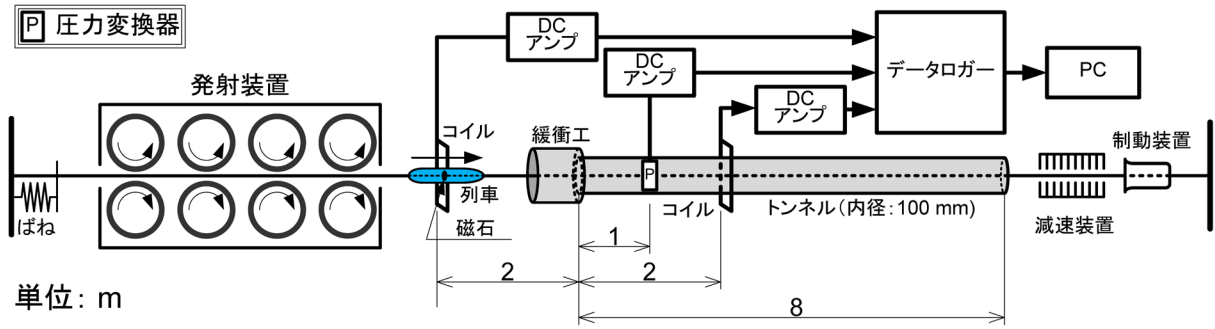 P 圧力変換器
発射装置
ばね
単位: m
コイル
列車
磁石
緩衝工
DC
アンプ
DC
アンプ
DC
アンプ
データロガー
PC
P
コイル
トンネル(内径:100 mm)
制動装置
減速装置
1
2
2
8